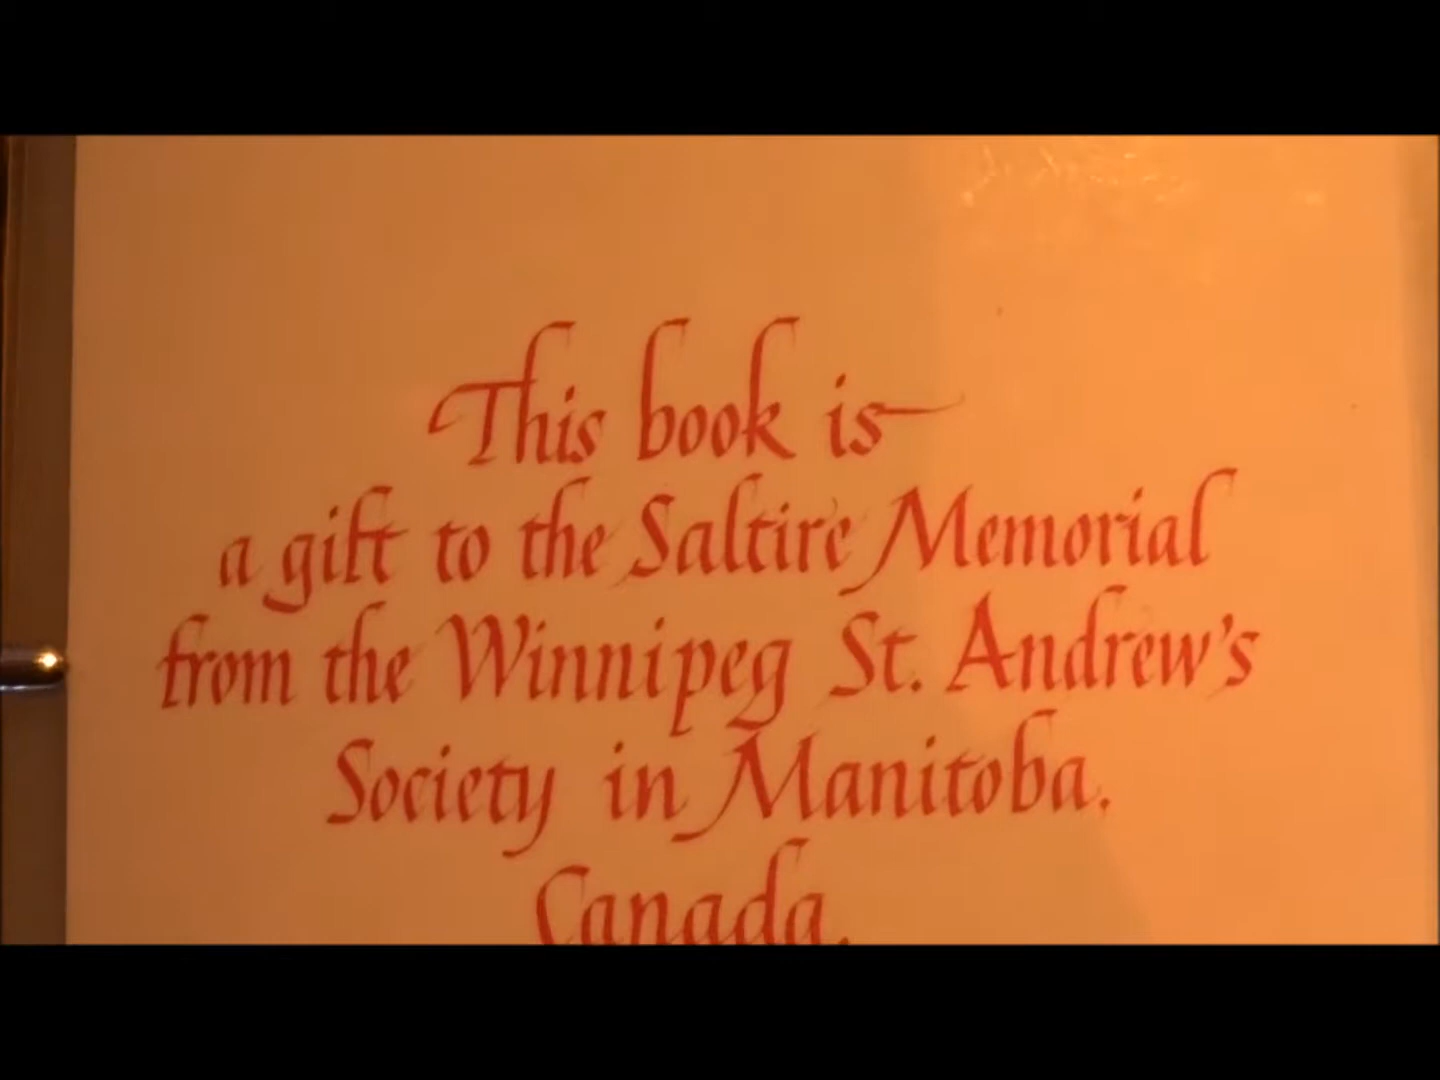 This book is
a gift to the Saltire Memorial
from the Winnipeg St. Andrew's
Society in Manitoba.
Canada.